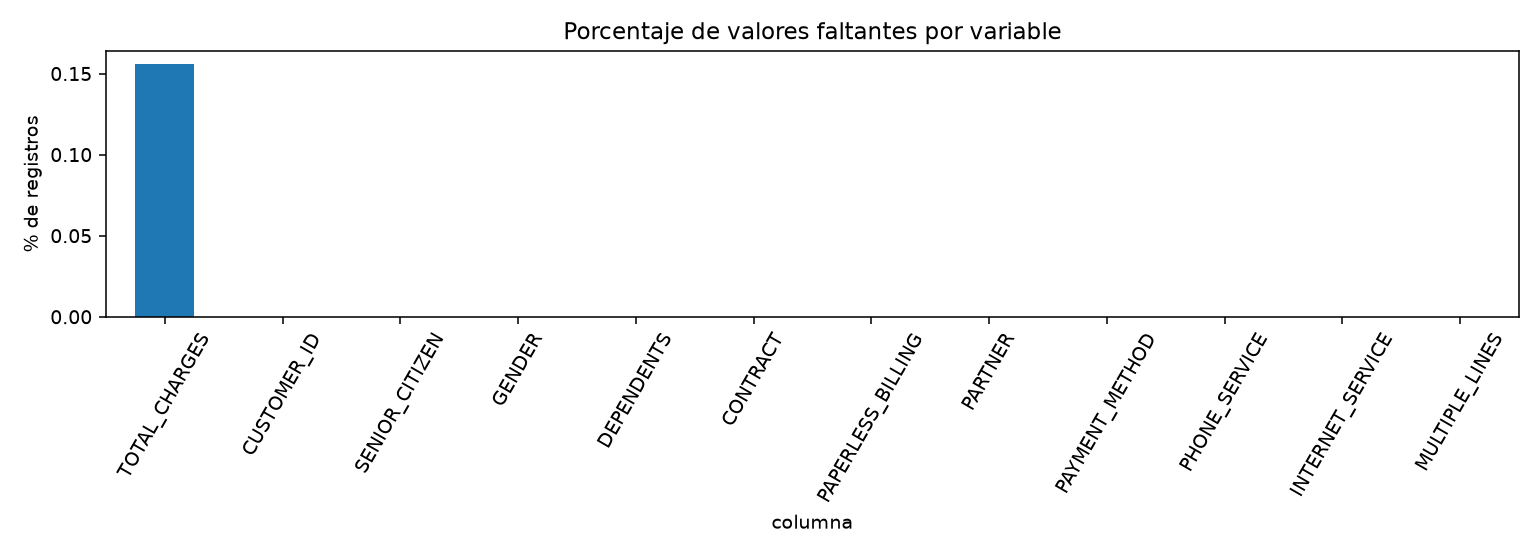 Porcentaje de valores faltantes por variable
% de registros
0.15
0.10
0.05
0.00
TOTAL_CHARGES
CUSTOMER_ID
SENIOR_CITIZEN
GENDER
DEPENDENTS
CONTRACT
PAPERLESS_BILLING
PARTNER
PAYMENT_METHOD
PHONE_SERVICE
INTERNET_SERVICE
MULTIPLE_LINES
columna